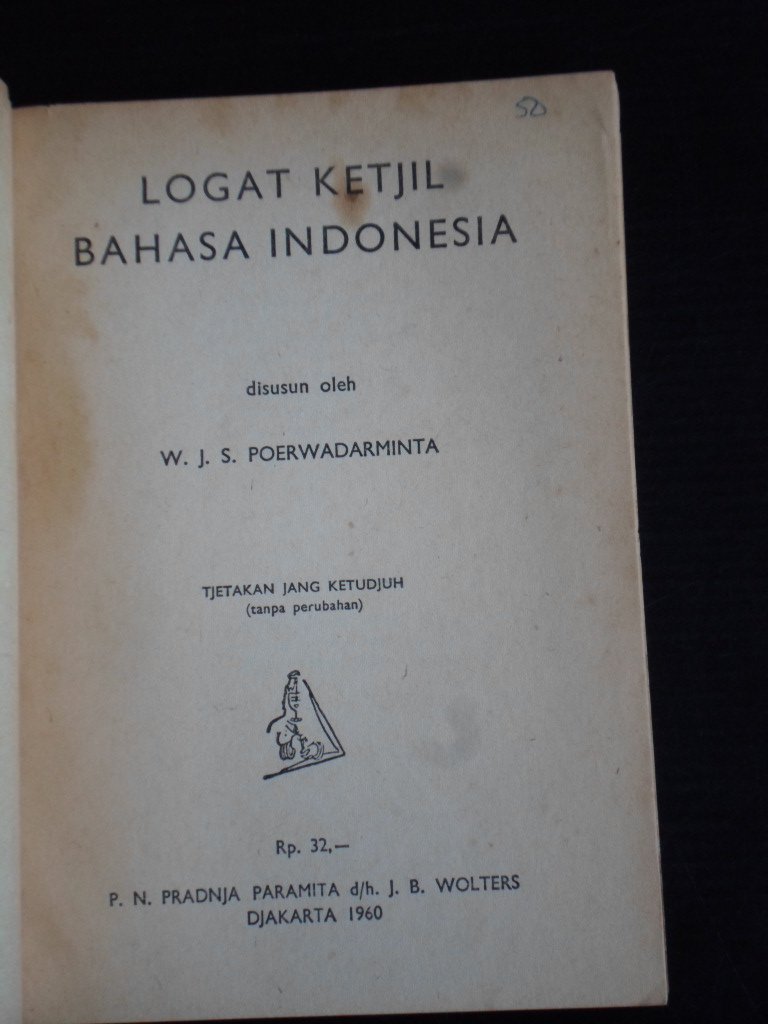 50
LOGAT KETJIL
BAHASA INDONESIA
disusun oleh
W. J. S. POERWADARMINTA
TJETAKAN JANG KETUDJUH
(tanpa perubahan)
Rp. 32,—
P. N. PRADNJA PARAMITA d/h. J. B. WOLTERS
DJAKARTA 1960